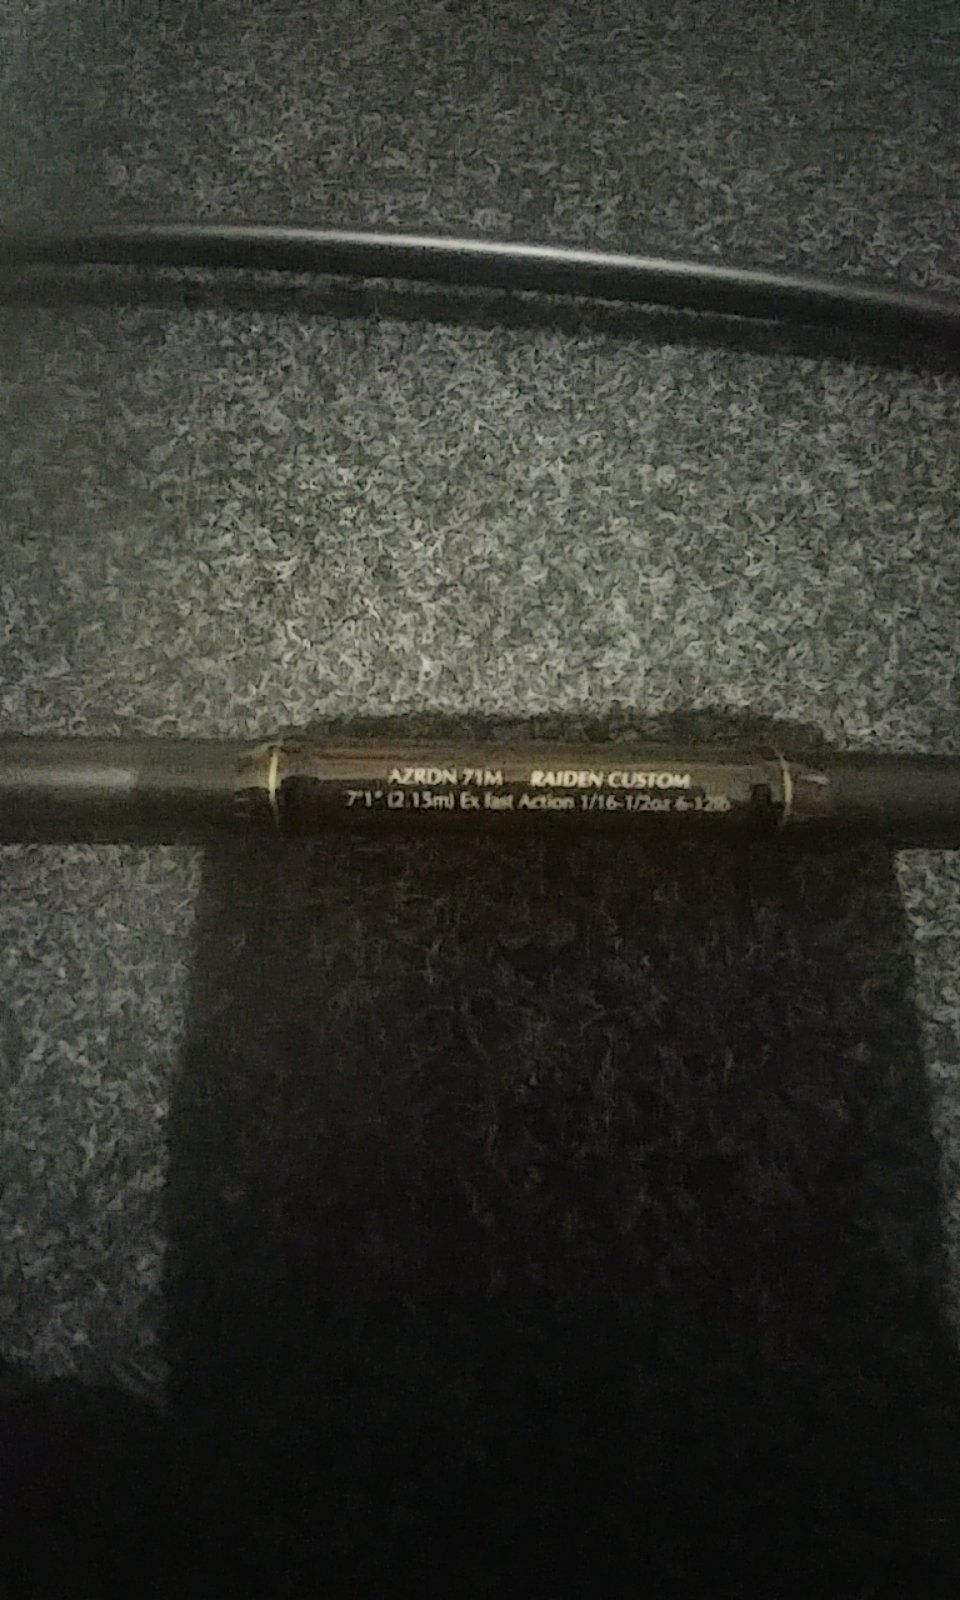 AZRDN 71M RAIDEN CUSTOM
7'1" (2.15m) Ex fast Action 1/16-1/2oz 6-12lb